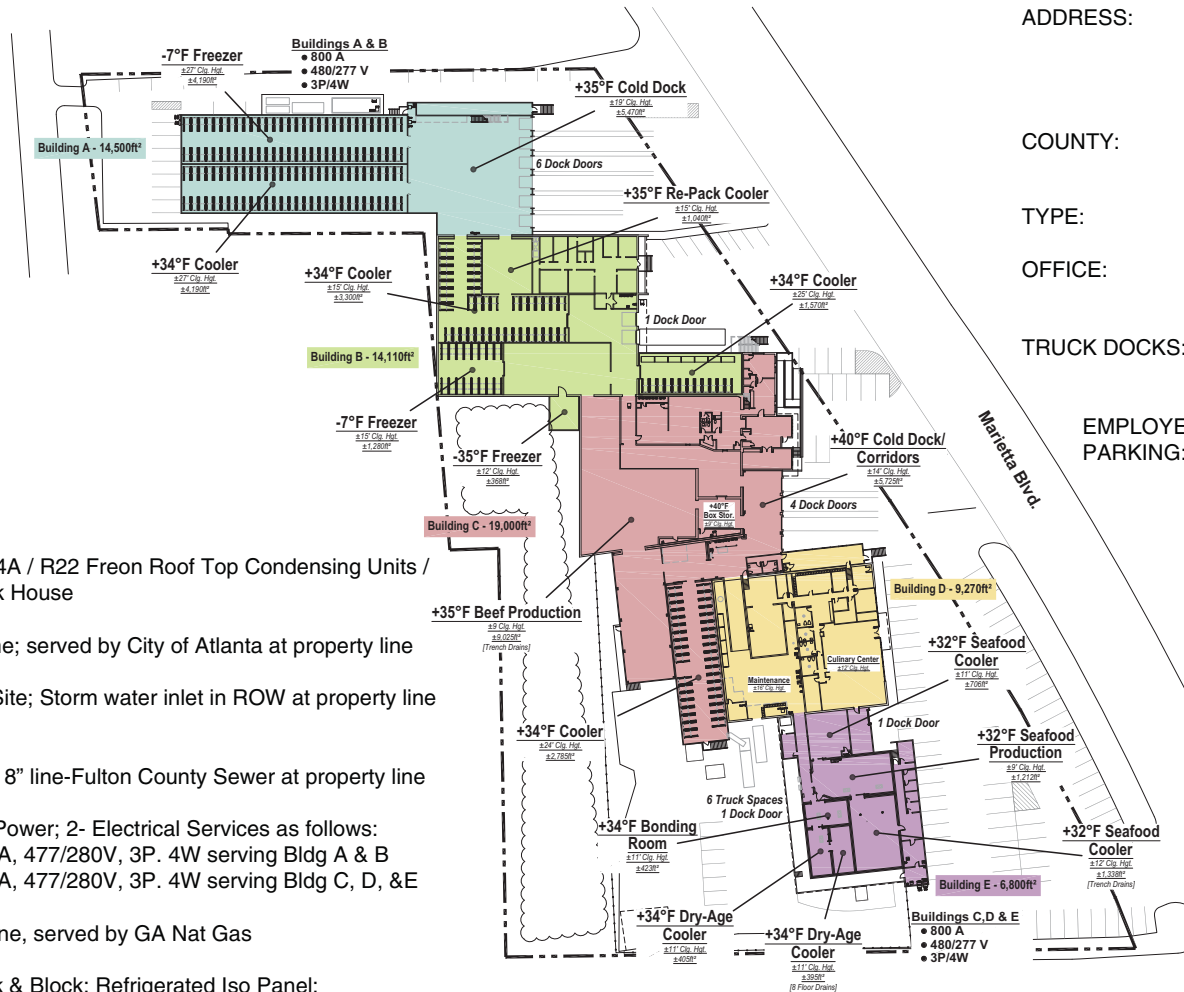 ADDRESS:
COUNTY:
TYPE:
OFFICE:
TRUCK DOCKS:
EMPLOYE
PARKING:
-7°F Freezer
±27' Clg. Hgt.
±4,190ft²
Buildings A & B
● 800 A
● 480/277 V
● 3P/4W
+35°F Cold Dock
±19' Clg. Hgt.
±5,470ft²
Building A - 14,500ft²
6 Dock Doors
+35°F Re-Pack Cooler
±15' Clg. Hgt.
±1,040ft²
+34°F Cooler
±27' Clg. Hgt.
±4,190ft²
+34°F Cooler
±15' Clg. Hgt.
±3,300ft²
+34°F Cooler
±25' Clg. Hgt.
±1,570ft²
1 Dock Door
Building B - 14,110ft²
-7°F Freezer
±15' Clg. Hgt.
±1,280ft²
-35°F Freezer
±12' Clg. Hgt.
±368ft²
+40°F Cold Dock/
Corridors
±14' Clg. Hgt.
±5,725ft²
Marietta Blvd.
4 Dock Doors
+40°F
Box Stor.
±9' Clg. Hgt.
Building C - 19,000ft²
4A / R22 Freon Roof Top Condensing Units /
k House
+35°F Beef Production
±9 Clg. Hgt.
±9,025ft²
[Trench Drains]
Building D - 9,270ft²
ne; served by City of Atlanta at property line
+32°F Seafood
Cooler
±11' Clg. Hgt.
±706ft²
Culinary Center
±12' Clg. Hgt.
Maintenance
±16' Clg. Hgt.
Site; Storm water inlet in ROW at property line
+34°F Cooler
±24' Clg. Hgt.
±2,785ft²
1 Dock Door
+32°F Seafood
Production
±9' Clg. Hgt.
±1,212ft²
8” line-Fulton County Sewer at property line
6 Truck Spaces
1 Dock Door
Power; 2- Electrical Services as follows:
A, 477/280V, 3P. 4W serving Bldg A & B
A, 477/280V, 3P. 4W serving Bldg C, D, &E
+34°F Bonding
Room
±11' Clg. Hgt.
±423ft²
+32°F Seafood
Cooler
±12' Clg. Hgt.
±1,338ft²
[Trench Drains]
Building E - 6,800ft²
+34°F Dry-Age
Cooler
±11' Clg. Hgt.
±405ft²
+34°F Dry-Age
Cooler
±11' Clg. Hgt.
±395ft²
[8 Floor Drains]
Buildings C,D & E
● 800 A
● 480/277 V
● 3P/4W
ne, served by GA Nat Gas
k & Block; Refrigerated Iso Panel;